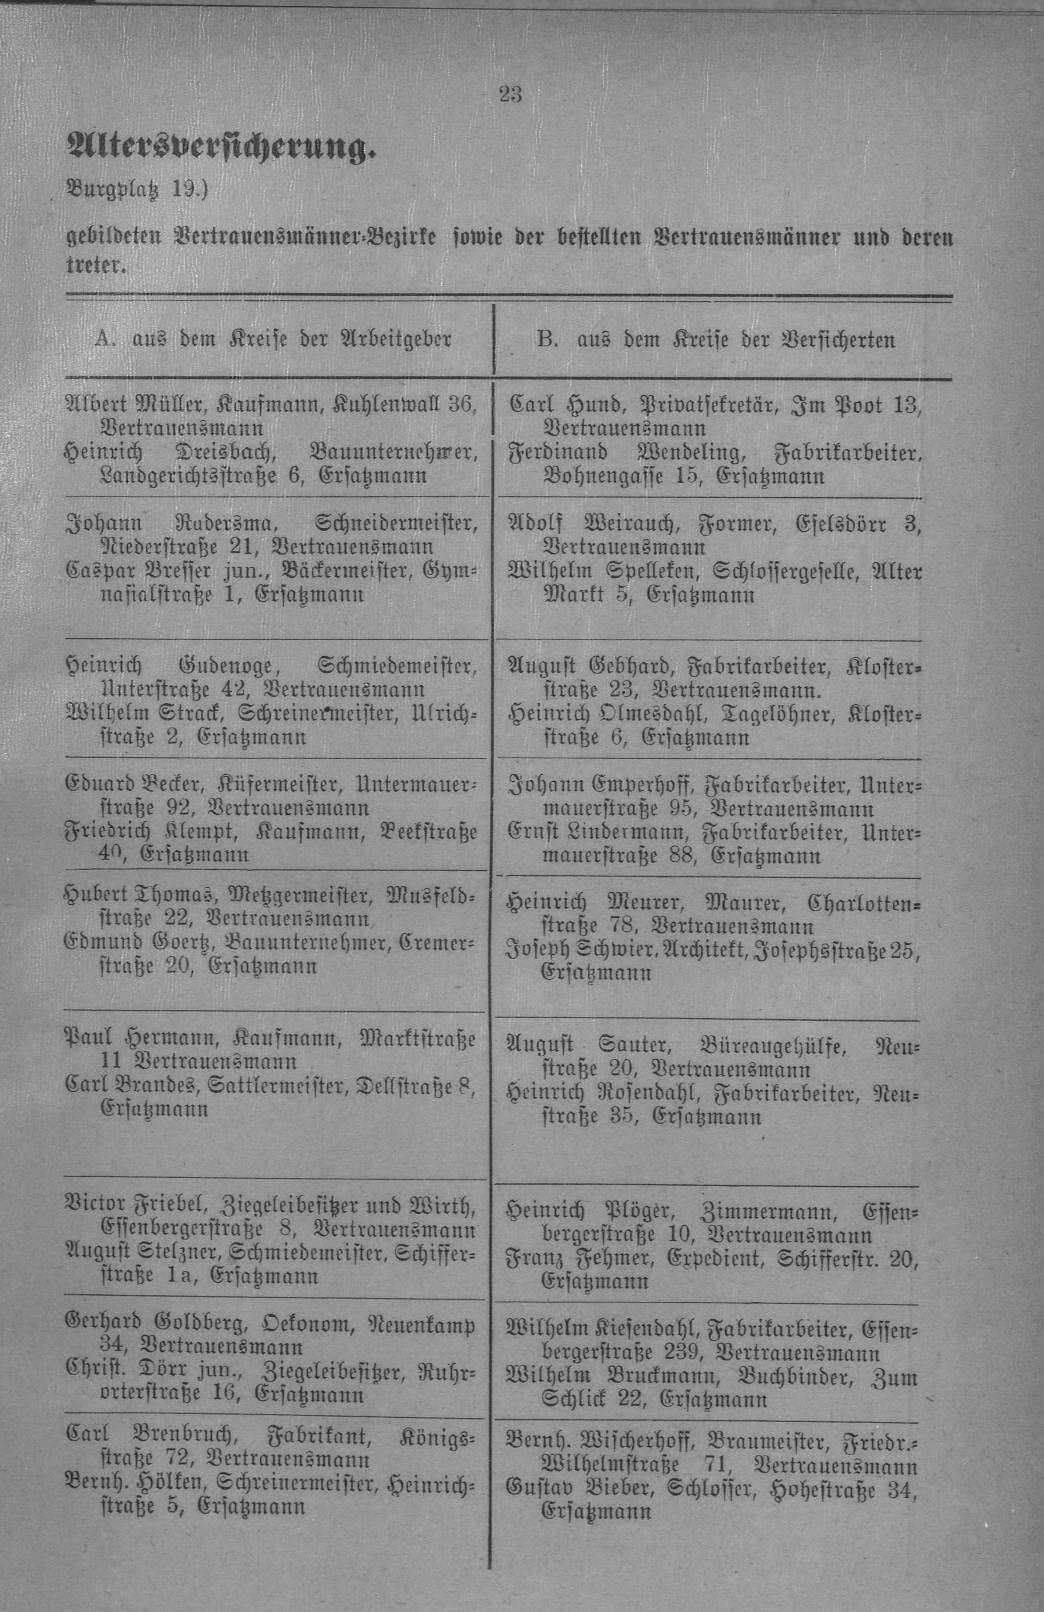 23
Altersversicherung.
Burgplatz 19.)
gebildeten Vertrauensmänner-Bezirke sowie der bestellten Vertrauensmänner und deren
treter.
A. aus dem Kreise der Arbeitgeber
Albert Müller, Kaufmann, Kuhlenwall 36,
Vertrauensmann
Heinrich Dreisbach, Bauunternehmer,
Landgerichtsstraße 6, Ersatzmann
Johann Radersma, Schneidermeister,
Niederstraße 21, Vertrauensmann
Caspar Bresser jun., Bäckermeister, Gym-
nasialstraße 1, Ersatzmann
Heinrich Gudenoge, Schmiedemeister,
Unterstraße 42, Vertrauensmann
Wilhelm Strack, Schreinermeister, Ulrich-
straße 2, Ersatzmann
Eduard Becker, Küfermeister, Untermauer-
straße 92, Vertrauensmann
Friedrich Klempt, Kaufmann, Beekstraße
40, Ersatzmann
Hubert Thomas, Metzgermeister, Musfeld-
straße 22, Vertrauensmann
Edmund Goertz, Bauunternehmer, Cremer-
straße 20, Ersatzmann
Paul Hermann, Kaufmann, Marktstraße
11 Vertrauensmann
Carl Brandes, Sattlermeister, Dellstraße 8,
Ersatzmann
Victor Friebel, Ziegeleibesitzer und Wirth,
Essenbergerstraße 8, Vertrauensmann
August Stelzner, Schmiedemeister, Schiffer-
straße 1a, Ersatzmann
Gerhard Goldberg, Oekonom, Neuenkamp
34, Vertrauensmann
Christ. Dörr jun., Ziegeleibesitzer, Ruhr-
orterstraße 16, Ersatzmann
Carl Brenbruch, Fabrikant, Königs-
straße 72, Vertrauensmann
Bernh. Hölken, Schreinermeister, Heinrich-
straße 5, Ersatzmann
B. aus dem Kreise der Versicherten
Carl Hund, Privatsekretär, Im Poot 13,
Vertrauensmann
Ferdinand Wendeling, Fabrikarbeiter,
Bohnengasse 15, Ersatzmann
Adolf Weirauch, Former, Eselsdörr 3,
Vertrauensmann
Wilhelm Spelleken, Schlossergeselle, Alter
Markt 5, Ersatzmann
August Gebhard, Fabrikarbeiter, Kloster-
straße 23, Vertrauensmann.
Heinrich Olmesdahl, Tagelöhner, Kloster-
straße 6, Ersatzmann
Johann Emperhoff, Fabrikarbeiter, Unter-
mauerstraße 95, Vertrauensmann
Ernst Lindermann, Fabrikarbeiter, Unter-
mauerstraße 88, Ersatzmann
Heinrich Meurer, Maurer, Charlotten-
straße 78, Vertrauensmann
Joseph Schwier, Architekt, Josephsstraße 25,
Ersatzmann
August Sauter, Büreaugehülfe, Neu-
straße 20, Vertrauensmann
Heinrich Rosendahl, Fabrikarbeiter, Neu-
straße 35, Ersatzmann
Heinrich Plöger, Zimmermann, Essen-
bergerstraße 10, Vertrauensmann
Franz Fehmer, Expedient, Schifferstr. 20,
Ersatzmann
Wilhelm Kiesendahl, Fabrikarbeiter, Essen-
bergerstraße 239, Vertrauensmann
Wilhelm Bruckmann, Buchbinder, Zum
Schlick 22, Ersatzmann
Bernh. Wischerhoff, Braumeister, Friedr.-
Wilhelmstraße 71, Vertrauensmann
Gustav Bieber, Schlosser, Hohestraße 34,
Ersatzmann